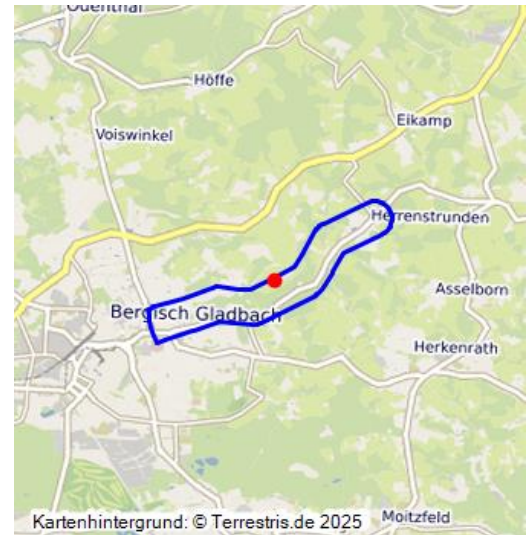 Odenthal
Höffe
Eikamp
Voiswinkel
Herrenstrunden
Asselborn
Bergisch Gladbach
Herkenrath
Moitzfeld
Kartenhintergrund: © Terrestris.de 2025